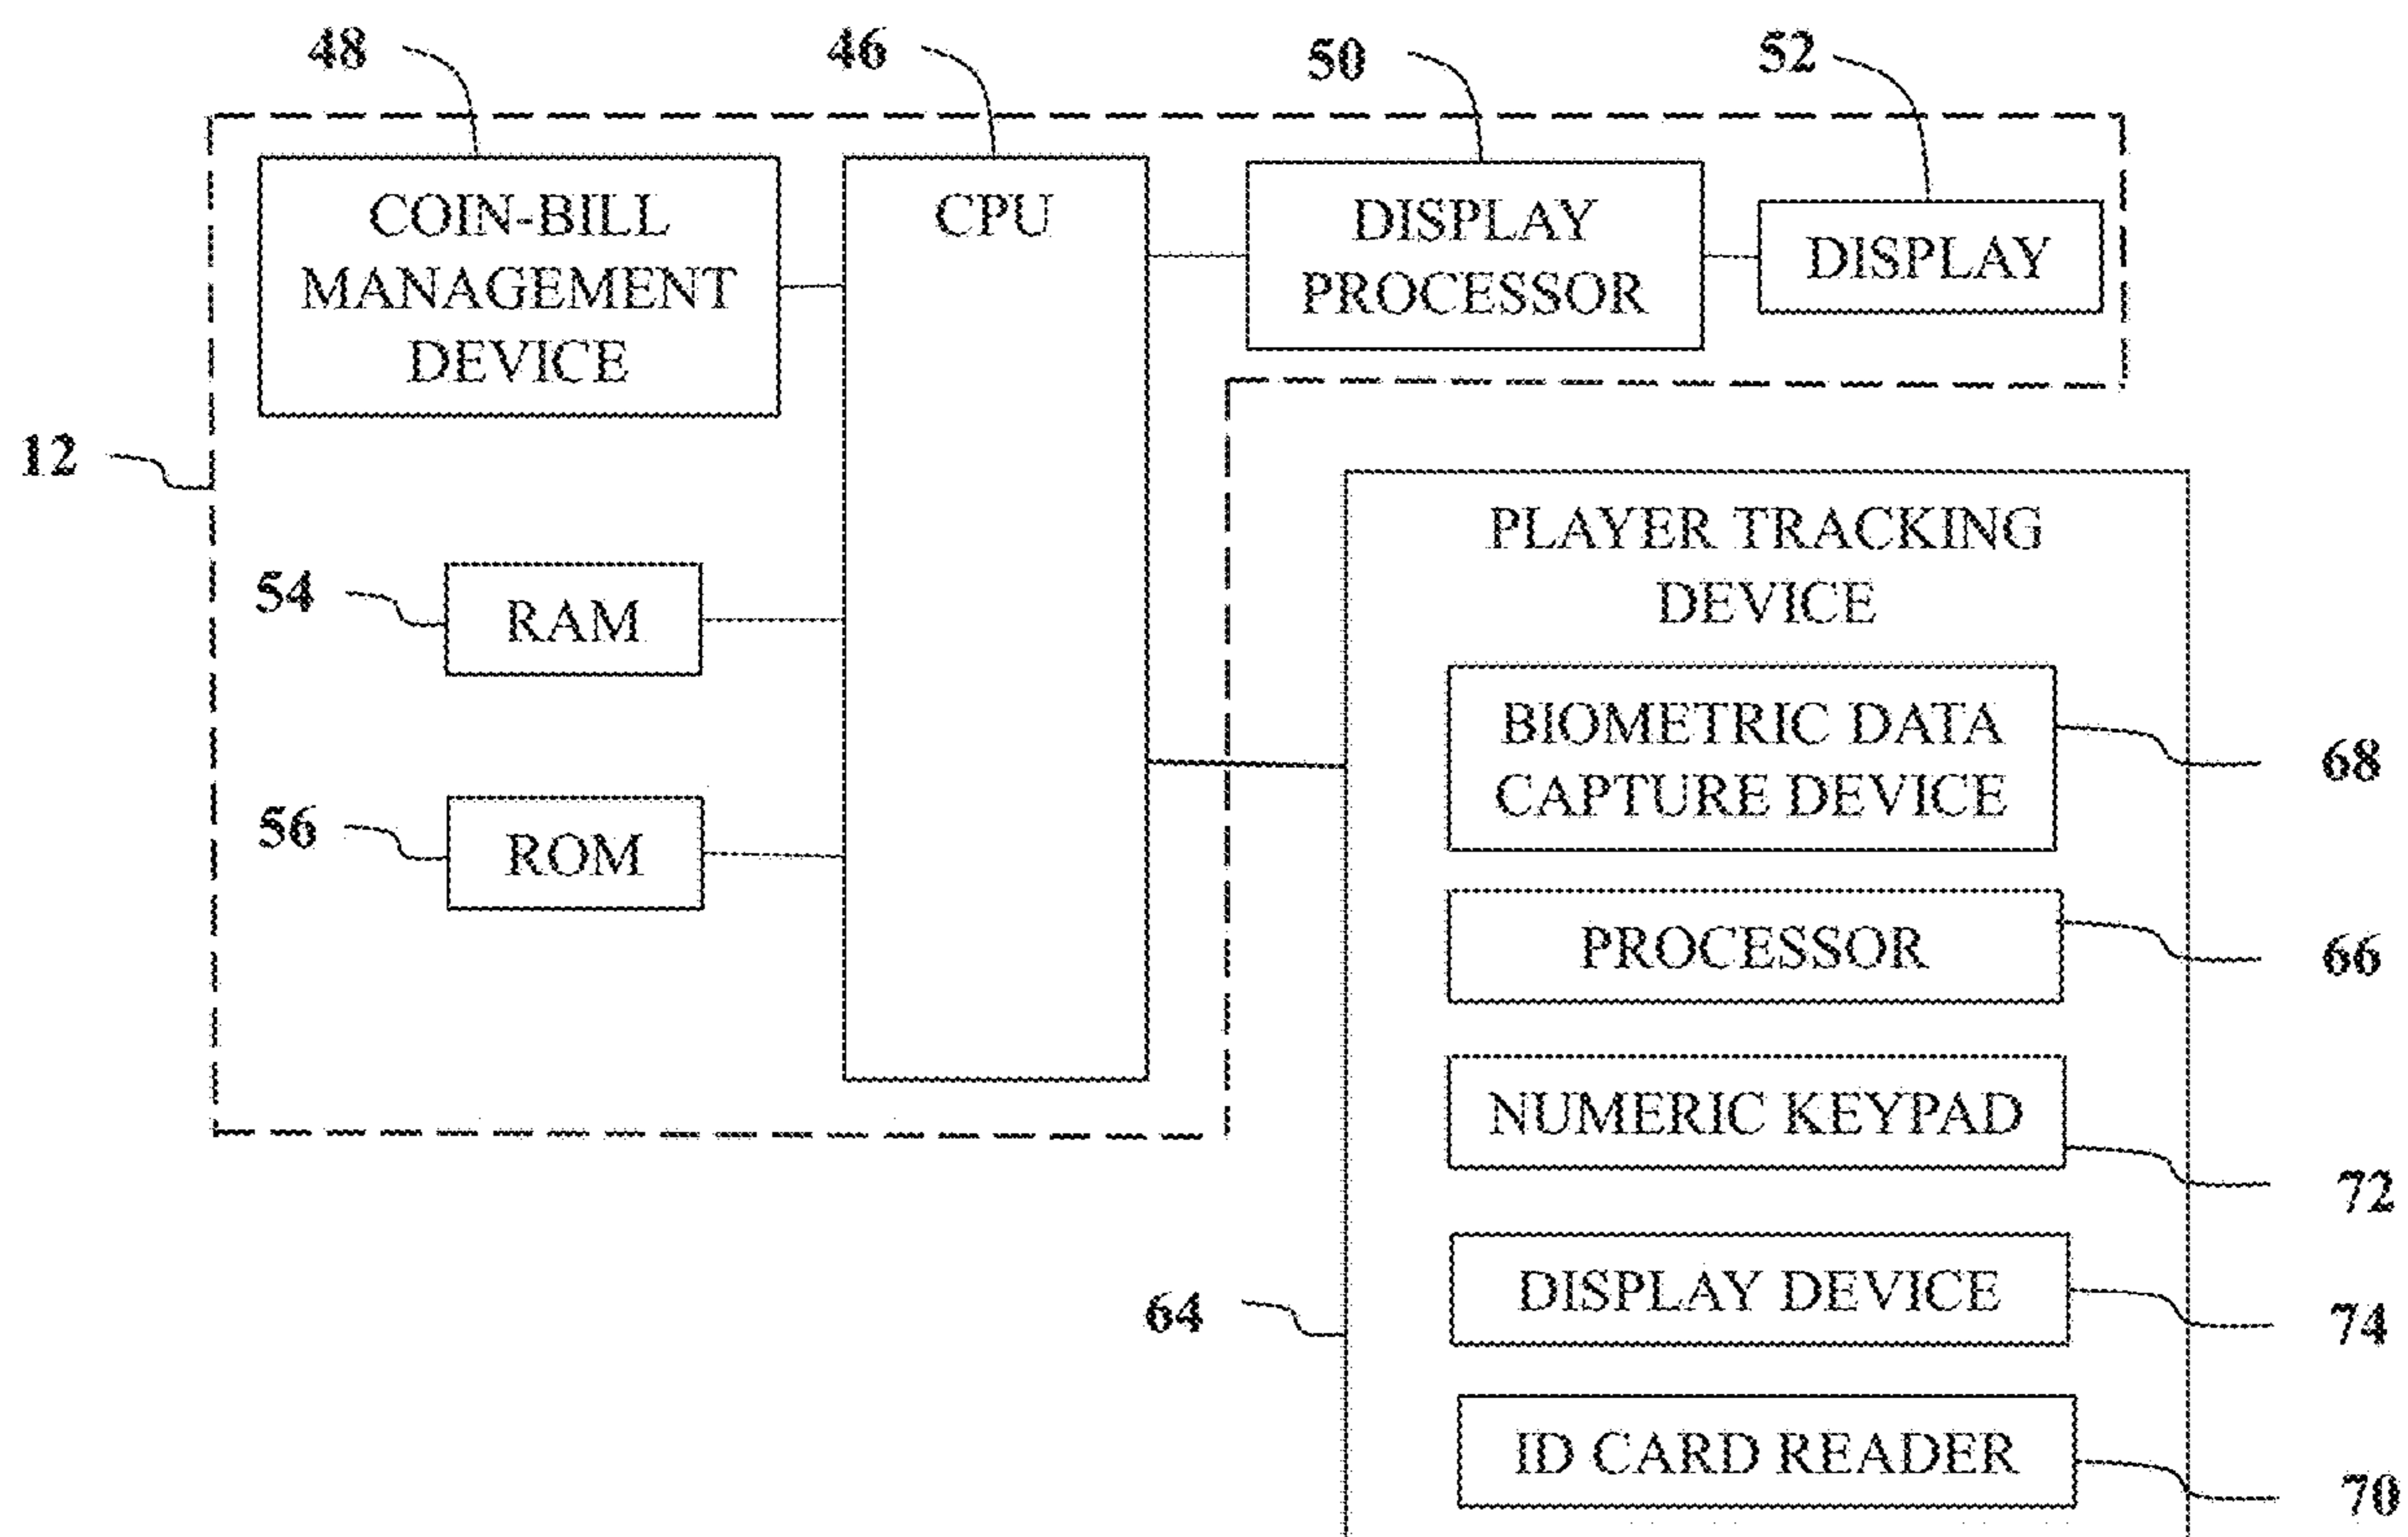 48
46
50
52
COIN-BILL
MANAGEMENT
DEVICE
CPU
DISPLAY
PROCESSOR
DISPLAY
12
54
RAM
56
ROM
PLAYER TRACKING
DEVICE
BIOMETRIC DATA
CAPTURE DEVICE
68
PROCESSOR
66
NUMERIC KEYPAD
72
64
DISPLAY DEVICE
74
ID CARD READER
70